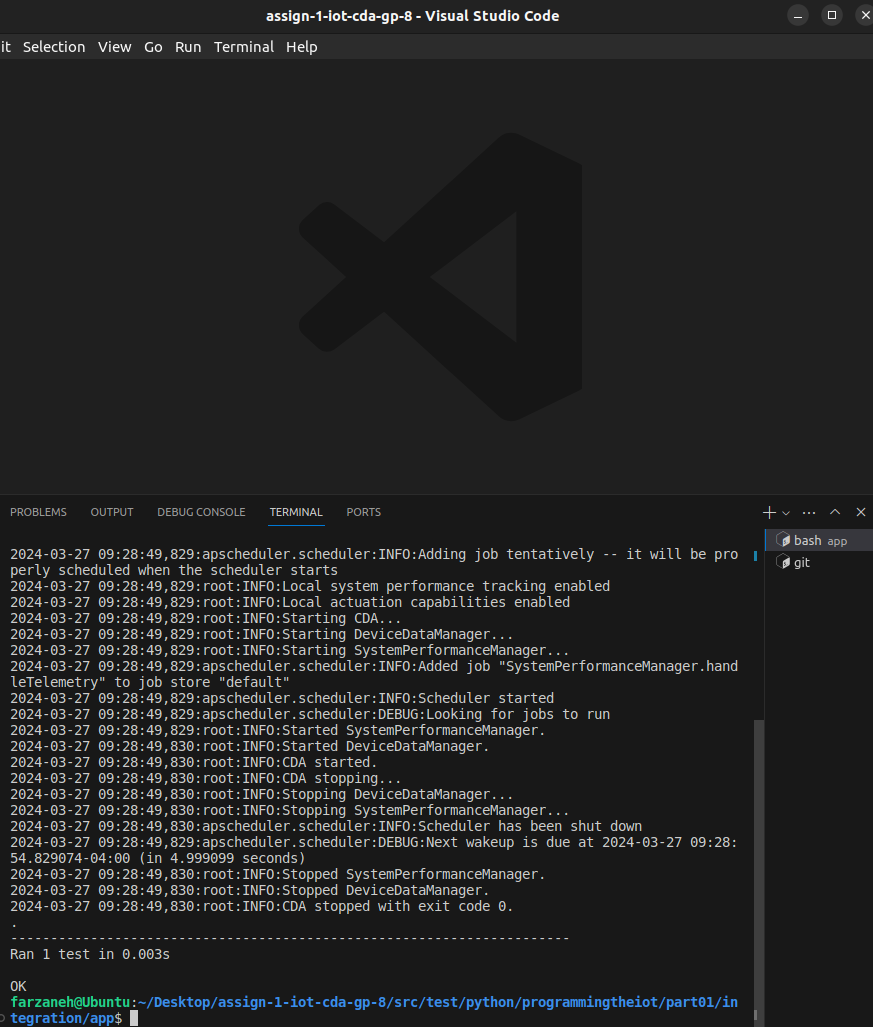 assign-1-iot-cda-gp-8 - Visual Studio Code
it Selection View Go Run Terminal Help
PROBLEMS OUTPUT DEBUG CONSOLE TERMINAL PORTS
bash app
git
2024-03-27 09:28:49,829:apscheduler.scheduler:INFO:Adding job tentatively -- it will be pro
perly scheduled when the scheduler starts
2024-03-27 09:28:49,829:root:INFO:Local system performance tracking enabled
2024-03-27 09:28:49,829:root:INFO:Local actuation capabilities enabled
2024-03-27 09:28:49,829:root:INFO:Starting CDA...
2024-03-27 09:28:49,829:root:INFO:Starting DeviceDataManager...
2024-03-27 09:28:49,829:root:INFO:Starting SystemPerformanceManager...
2024-03-27 09:28:49,829:apscheduler.scheduler:INFO:Added job "SystemPerformanceManager.hand
leTelemetry" to job store "default"
2024-03-27 09:28:49,829:apscheduler.scheduler:INFO:Scheduler started
2024-03-27 09:28:49,829:apscheduler.scheduler:DEBUG:Looking for jobs to run
2024-03-27 09:28:49,829:root:INFO:Started SystemPerformanceManager.
2024-03-27 09:28:49,830:root:INFO:Started DeviceDataManager.
2024-03-27 09:28:49,830:root:INFO:CDA started.
2024-03-27 09:28:49,830:root:INFO:CDA stopping...
2024-03-27 09:28:49,830:root:INFO:Stopping DeviceDataManager...
2024-03-27 09:28:49,830:root:INFO:Stopping SystemPerformanceManager...
2024-03-27 09:28:49,830:apscheduler.scheduler:INFO:Scheduler has been shut down
2024-03-27 09:28:49,829:apscheduler.scheduler:DEBUG:Next wakeup is due at 2024-03-27 09:28:
54.829074-04:00 (in 4.999099 seconds)
2024-03-27 09:28:49,830:root:INFO:Stopped SystemPerformanceManager.
2024-03-27 09:28:49,830:root:INFO:Stopped DeviceDataManager.
2024-03-27 09:28:49,830:root:INFO:CDA stopped with exit code 0.
.
----------------------------------------------------------------------
Ran 1 test in 0.003s
OK
farzaneh@Ubuntu:~/Desktop/assign-1-iot-cda-gp-8/src/test/python/programmingtheiot/part01/in
tegration/app$